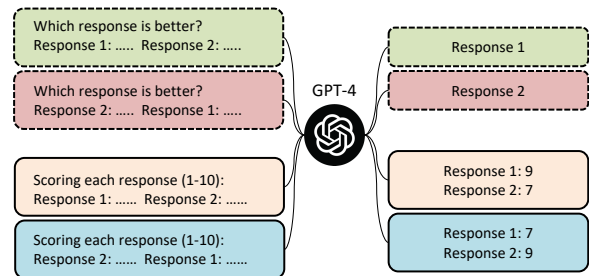 Which response is better?
Response 1: ..... Response 2: .....
Which response is better?
Response 2: ..... Response 1: .....
Scoring each response (1-10):
Response 1: ...... Response 2: ......
Scoring each response (1-10):
Response 2: ...... Response 1: ......
GPT-4
Response 1
Response 2
Response 1: 9
Response 2: 7
Response 1: 7
Response 2: 9